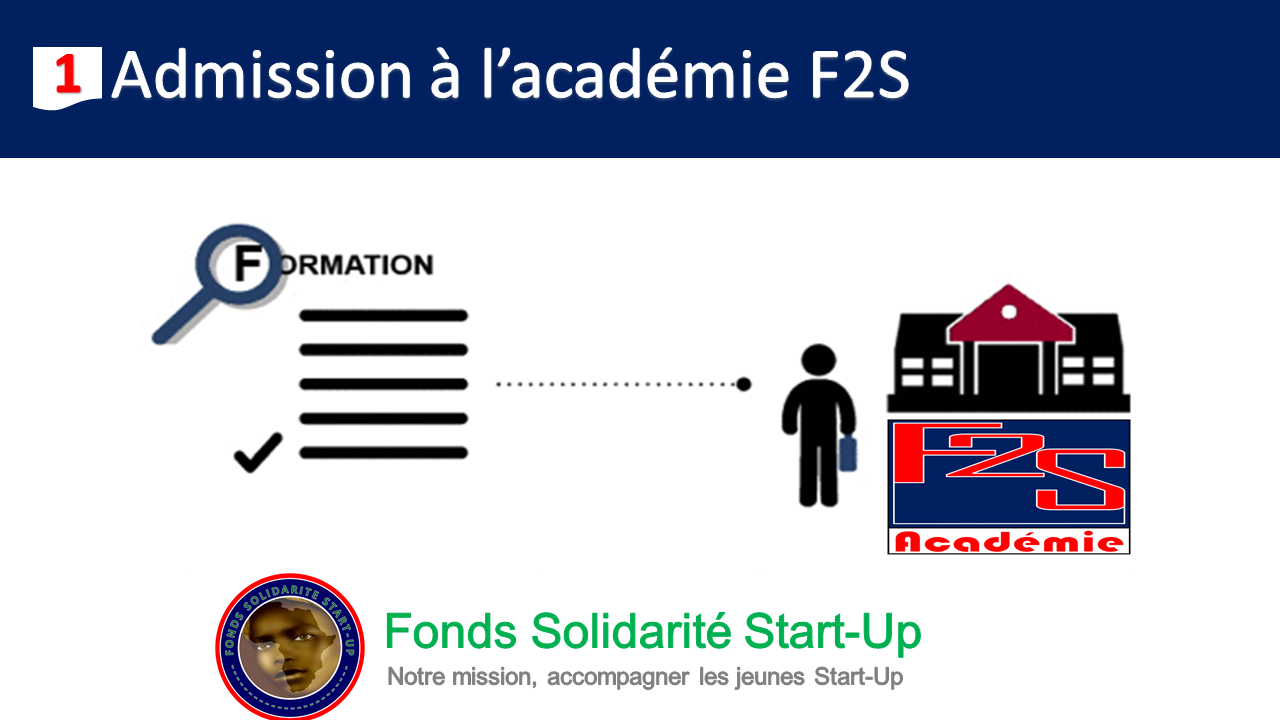 1 Admission à l’académie F2S
FORMATION
F2S
Académie
FONDS SOLIDARITE START-UP
Fonds Solidarité Start-Up
Notre mission, accompagner les jeunes Start-Up